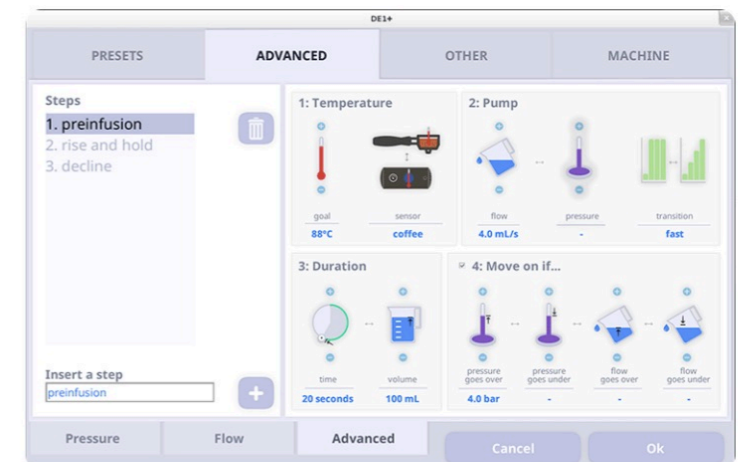 DE1+
PRESETS
ADVANCED
OTHER
MACHINE
Steps
1. preinfusion
2. rise and hold
3. decline
Insert a step
preinfusion
+
1: Temperature
goal
88°C
sensor
coffee
2: Pump
flow
4.0 mL/s
pressure
-
transition
fast
3: Duration
time
20 seconds
volume
100 mL
4: Move on if...
pressure
goes over
4.0 bar
pressure
goes under
-
flow
goes over
-
flow
goes under
-
Pressure
Flow
Advanced
Cancel
Ok